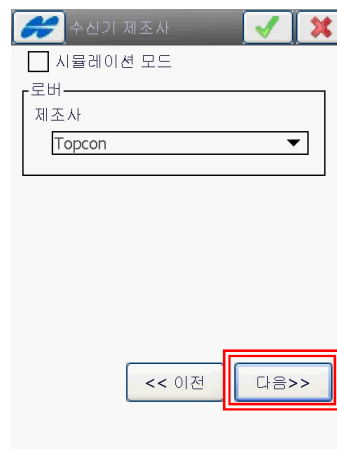 수신기 제조사
시뮬레이션 모드
로버
제조사
Topcon
<< 이전
다음>>